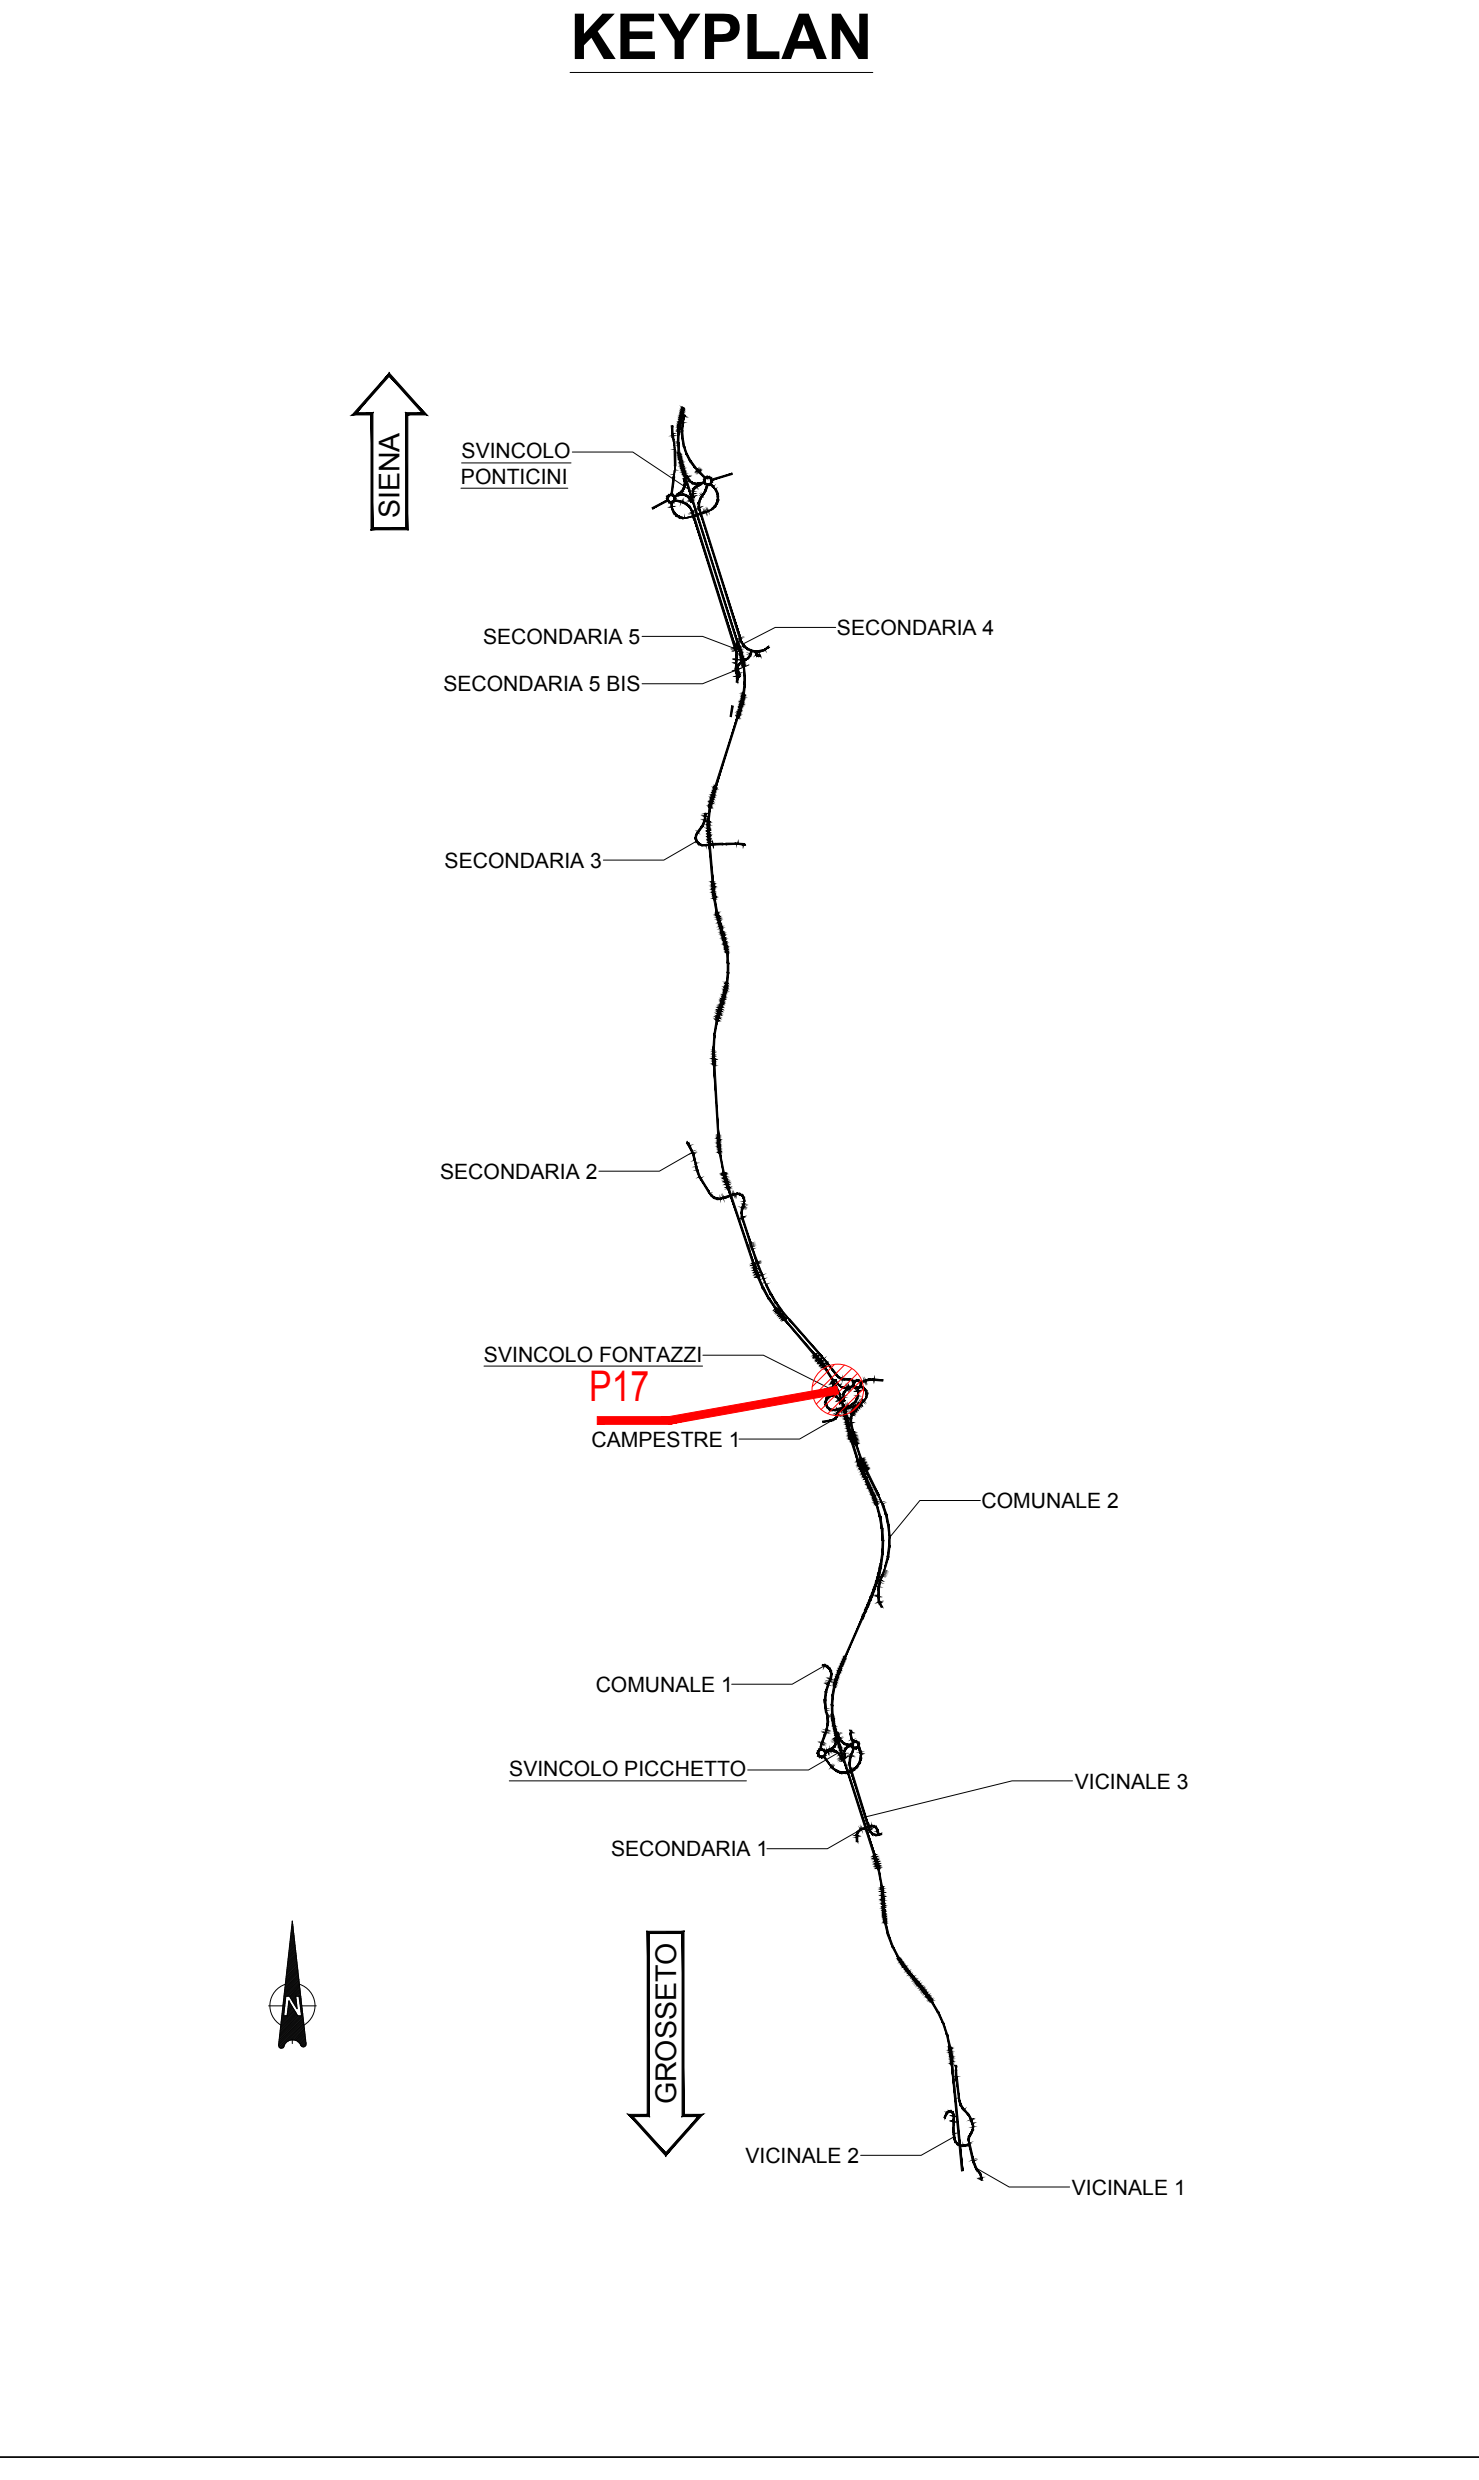 KEYPLAN
SIENA
SVINCOLO
PONTICINI
SECONDARIA 4
SECONDARIA 5
SECONDARIA 5 BIS
SECONDARIA 3
SECONDARIA 2
SVINCOLO FONTAZZI
P17
CAMPESTRE 1
COMUNALE 2
COMUNALE 1
SVINCOLO PICCHETTO
VICINALE 3
SECONDARIA 1
N
GROSSETO
VICINALE 2
VICINALE 1